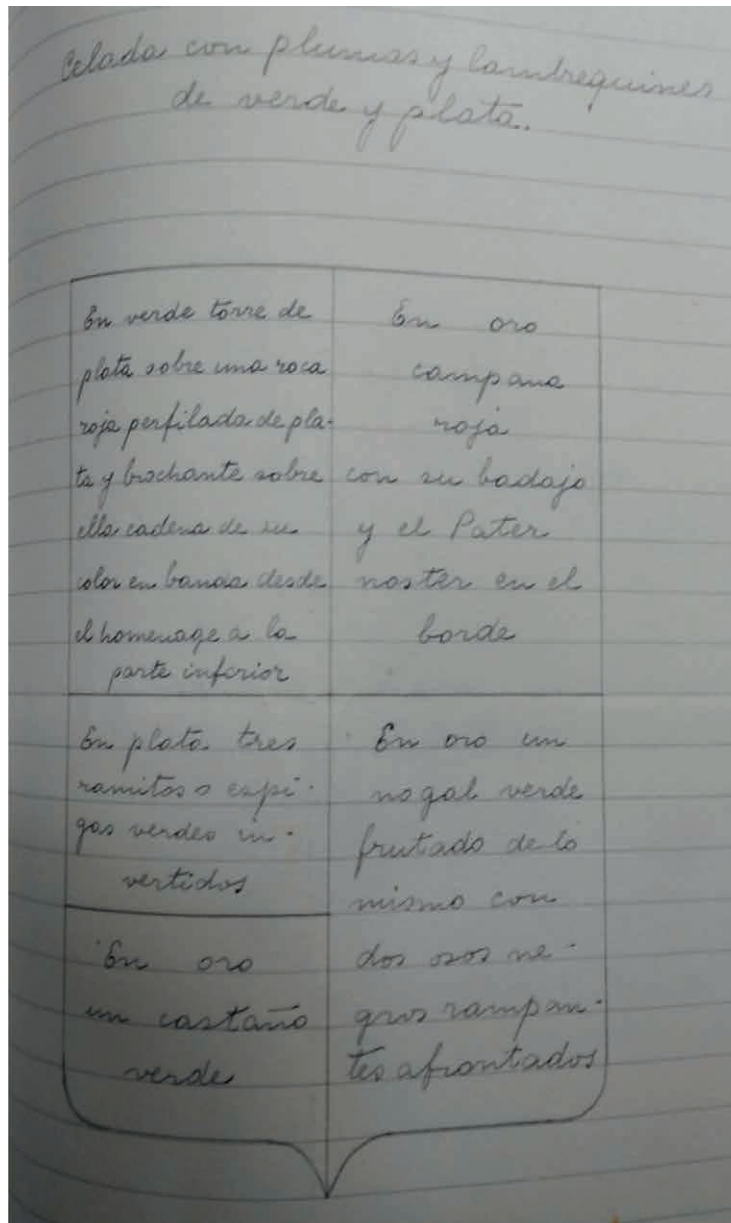 Celada con plumas y lambrequines
de verde y plata.
En verde torre de
plata sobre una roca
roja perfilada de pla-
ta y brochante sobre
ella cadena de su
color en banda desde
el homenage a la
parte inferior
En oro
campana
roja
con su badajo
y el Pater
noster en el
borde
En plata tres
ramitos o espi-
gas verdes in-
vertidos
En oro un
nogal verde
frutado de lo
mismo con
dos osos ne-
gros rampan-
tes afrontados
En oro
un castaño
verde